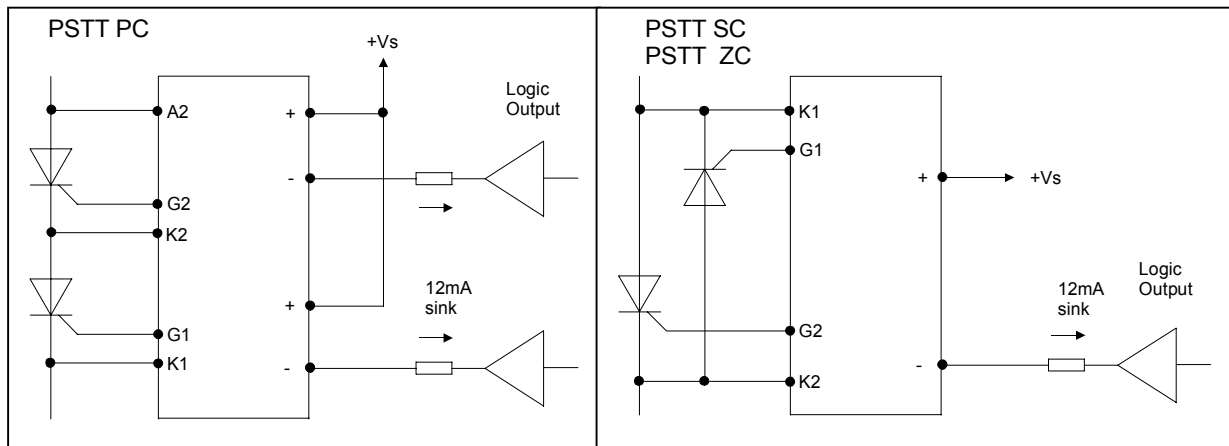 PSTT PC
+Vs
Logic
Output
A2
+
-
G2
K2
12mA
sink
+
G1
K1
-
PSTT SC
PSTT ZC
K1
G1
+
+Vs
Logic
Output
12mA
sink
G2
-
K2